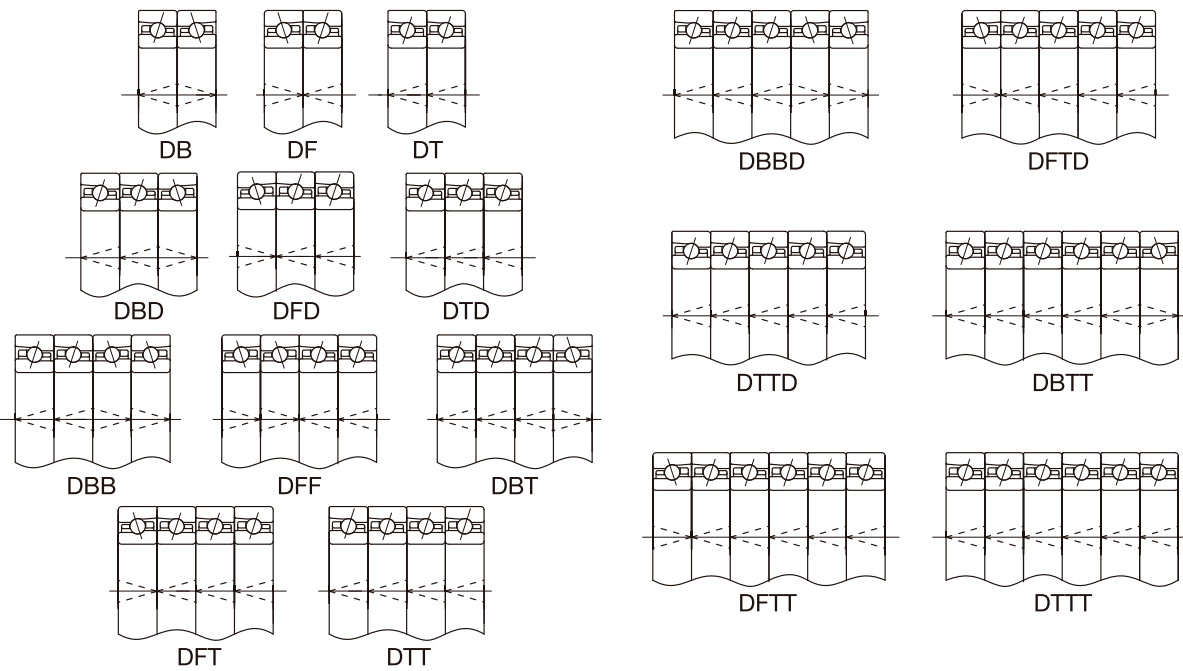 DB DF DT
DBD DFD DTD
DBB DFF DBT
DFT DTT
DBBD DFTD
DTTD DBTT
DFTT DTTT